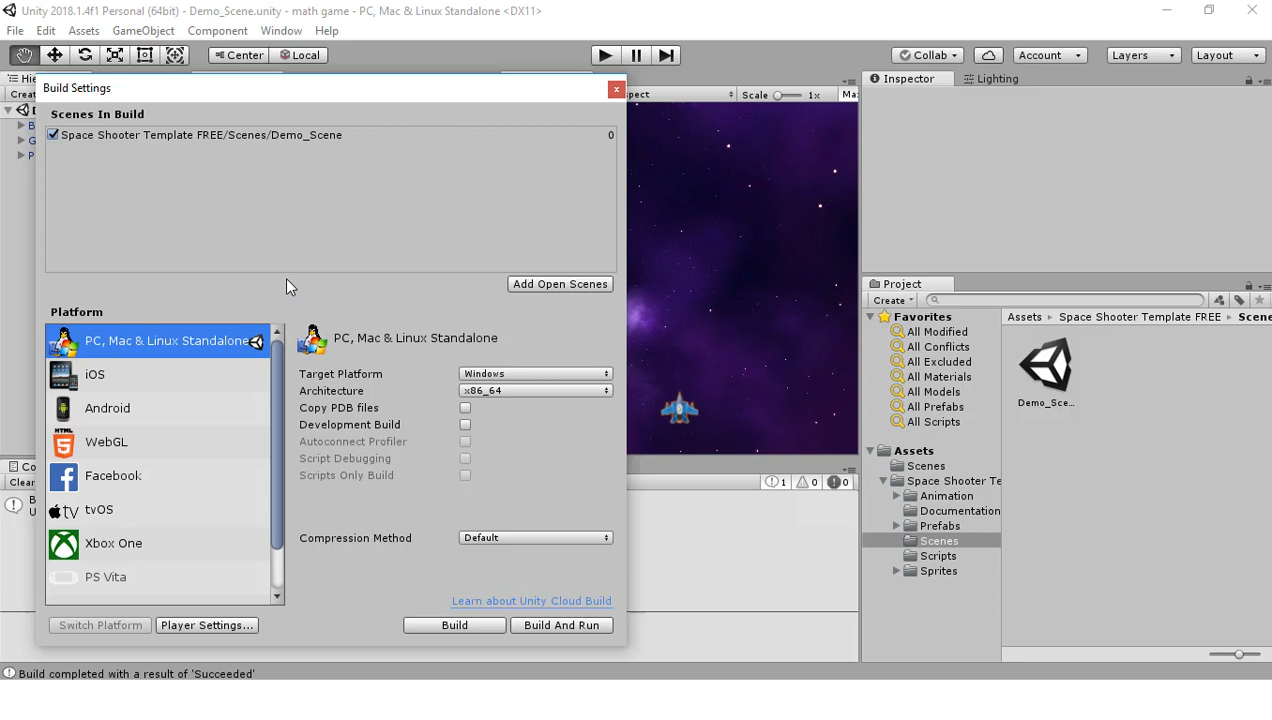 Unity 2018.1.4f1 Personal (64bit) - Demo_Scene.unity - math game - PC, Mac & Linux Standalone <DX11>
File Edit Assets GameObject Component Window Help
Center Local Collab Account Layers Layout
Build Settings
Scenes In Build
Space Shooter Template FREE/Scenes/Demo_Scene 0
Add Open Scenes
Platform
PC, Mac & Linux Standalone
iOS
Android
HTML
WebGL
Facebook
tv tvOS
Xbox One
PS Vita
Switch Platform Player Settings...
PC, Mac & Linux Standalone
Target Platform Windows
Architecture x86_64
Copy PDB files
Development Build
Autoconnect Profiler
Script Debugging
Scripts Only Build
Compression Method Default
Learn about Unity Cloud Build
Build Build And Run
Scale 1x
1 0 0
Inspector Lighting
Project
Create
Favorites
All Modified
All Conflicts
All Excluded
All Materials
All Models
All Prefabs
All Scripts
Assets
Scenes
Space Shooter Te
Animation
Documentation
Prefabs
Scenes
Scripts
Sprites
Assets Space Shooter Template FREE Scene
Demo_Sce...
Build completed with a result of 'Succeeded'